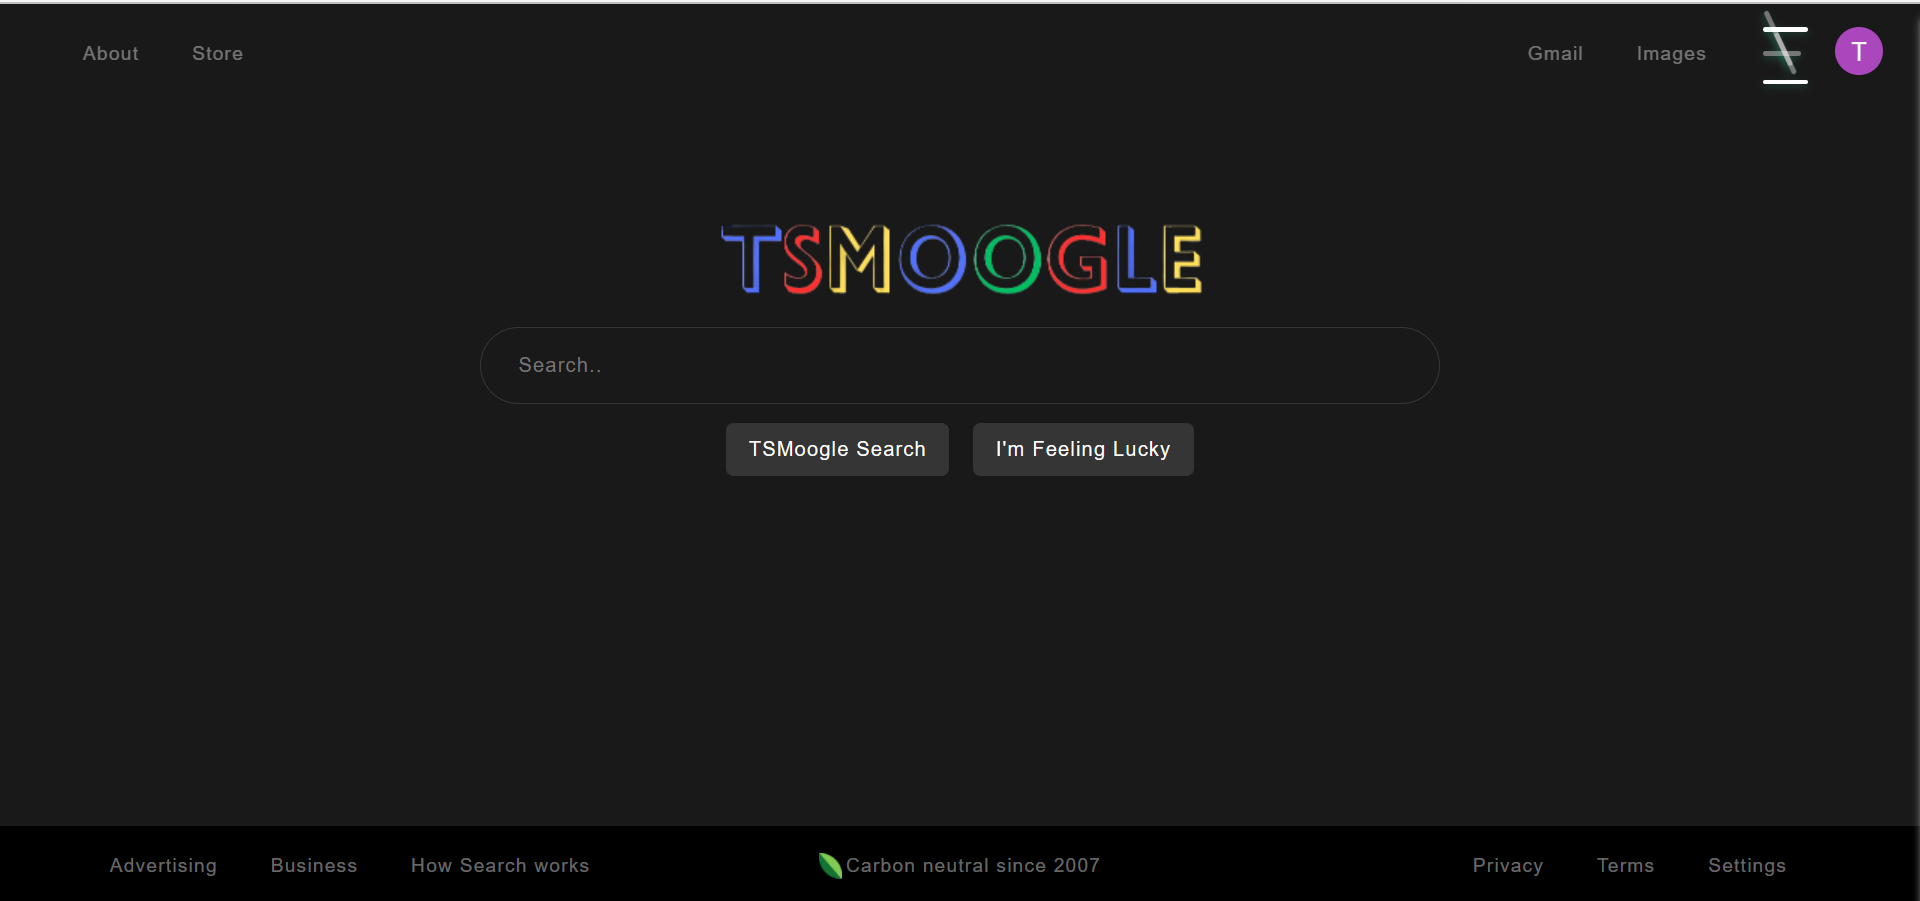 About Store Gmail Images T
TSMOOGLE
Search..
TSMoogle Search I'm Feeling Lucky
Advertising Business How Search works Carbon neutral since 2007 Privacy Terms Settings